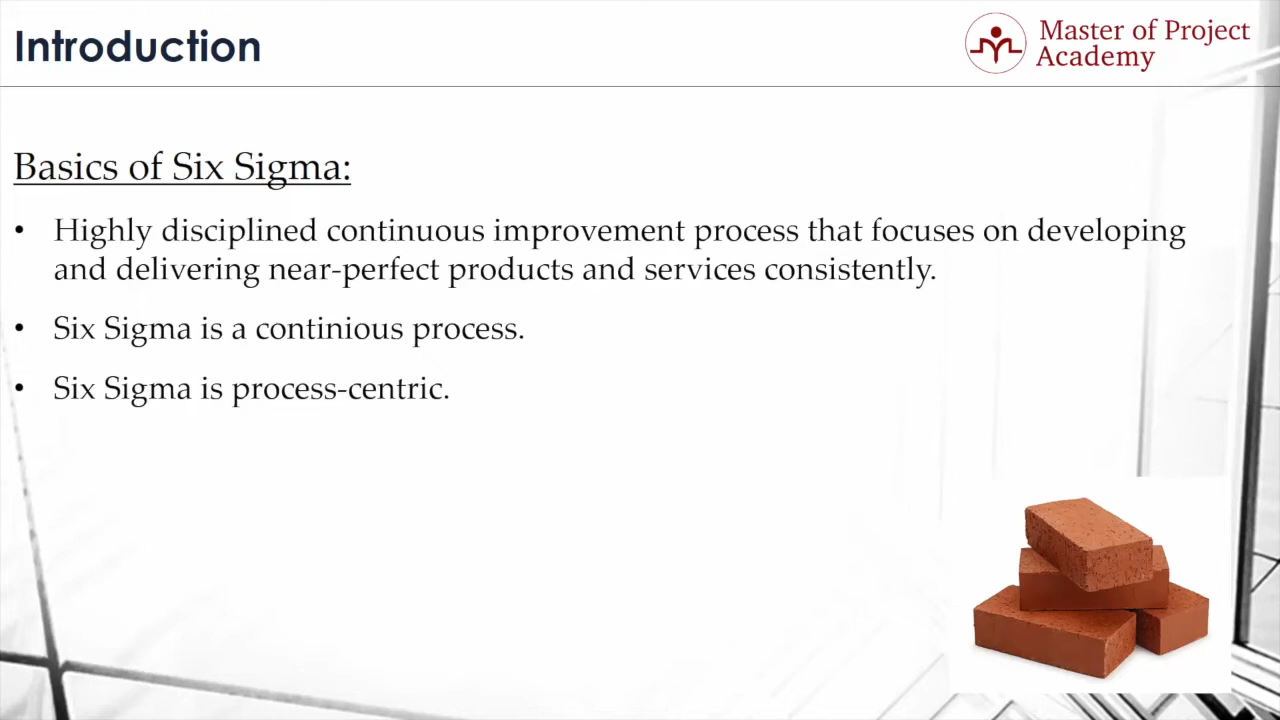 Introduction
Master of Project
Academy
Basics of Six Sigma:
• Highly disciplined continuous improvement process that focuses on developing
and delivering near-perfect products and services consistently.
• Six Sigma is a continious process.
• Six Sigma is process-centric.